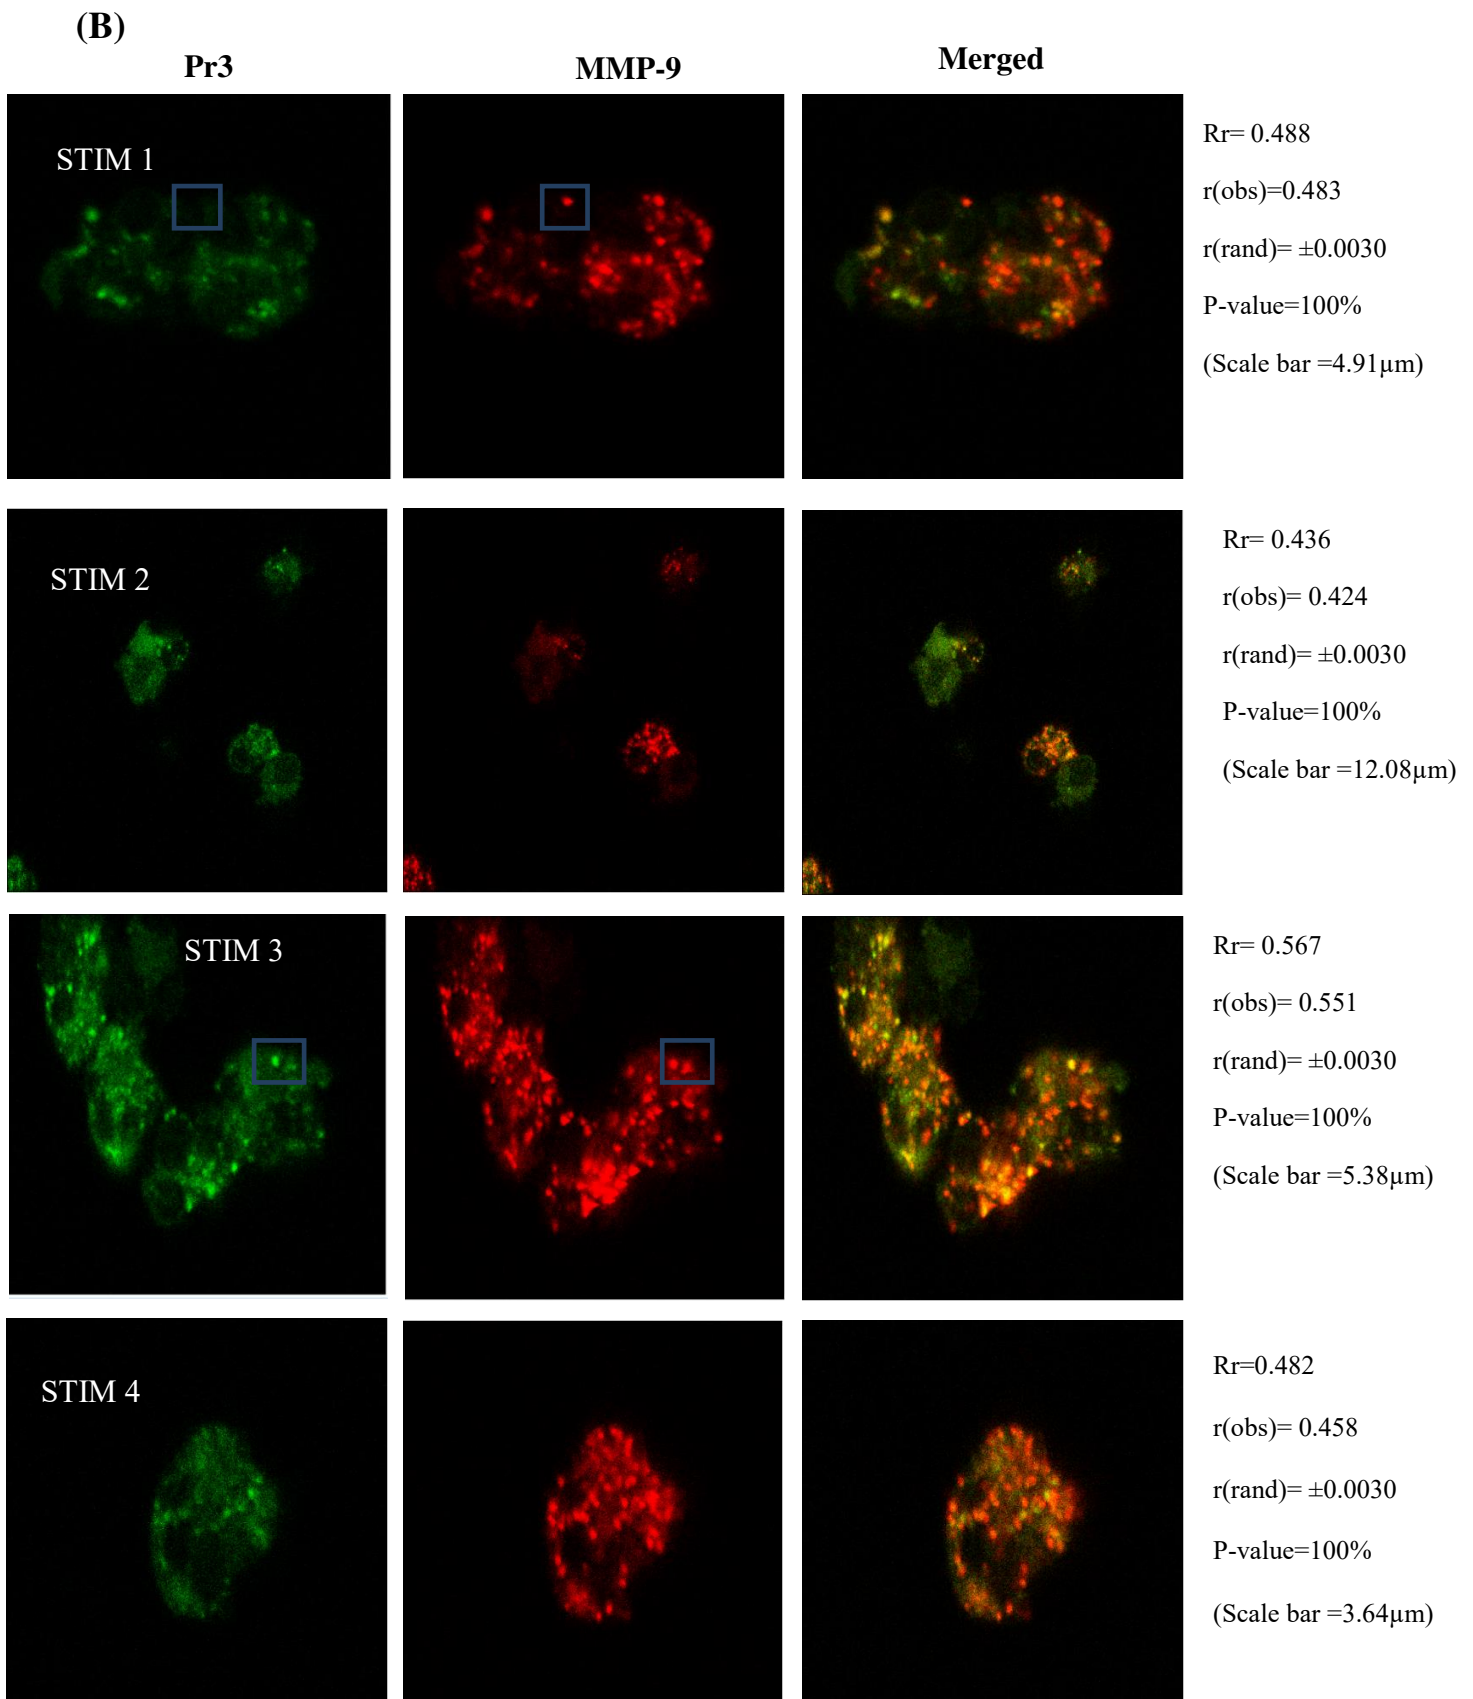 (B)
Pr3
MMP-9
Merged
STIM 1
Rr= 0.488
r(obs)=0.483
r(rand)= ±0.0030
P-value=100%
(Scale bar =4.91µm)
STIM 2
Rr= 0.436
r(obs)= 0.424
r(rand)= ±0.0030
P-value=100%
(Scale bar =12.08µm)
STIM 3
Rr= 0.567
r(obs)= 0.551
r(rand)= ±0.0030
P-value=100%
(Scale bar =5.38µm)
STIM 4
Rr=0.482
r(obs)= 0.458
r(rand)= ±0.0030
P-value=100%
(Scale bar =3.64µm)